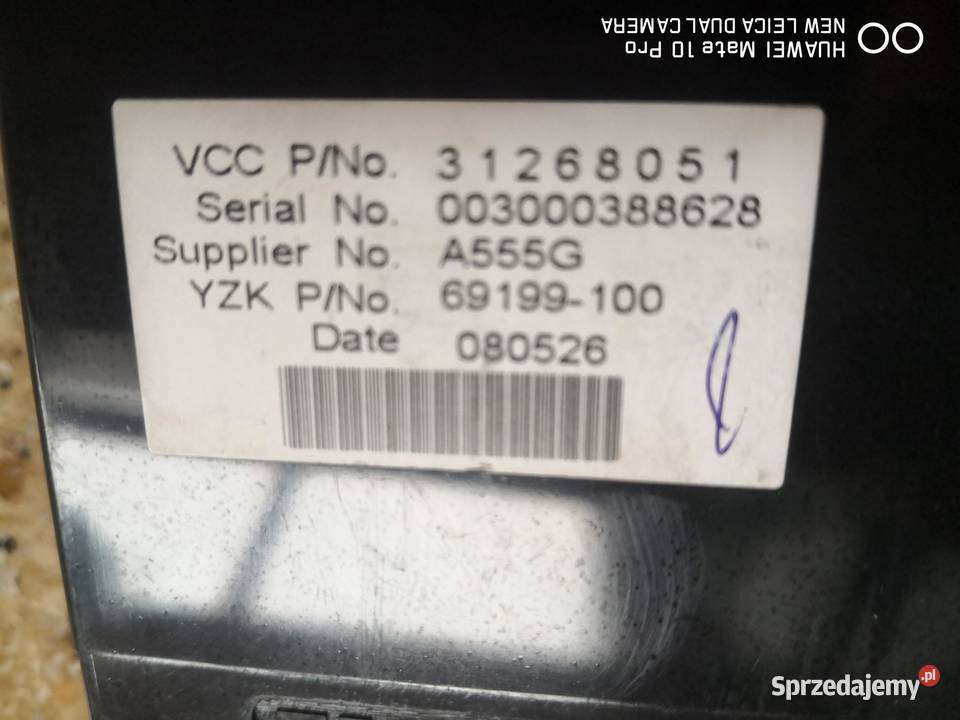 HUAWEI Mate 10 Pro
NEW LEICA DUAL CAMERA
VCC P/No. 31268051
Serial No. 003000388628
Supplier No. A555G
YZK P/No. 69199-100
Date 080526
Sprzedajemy.pl